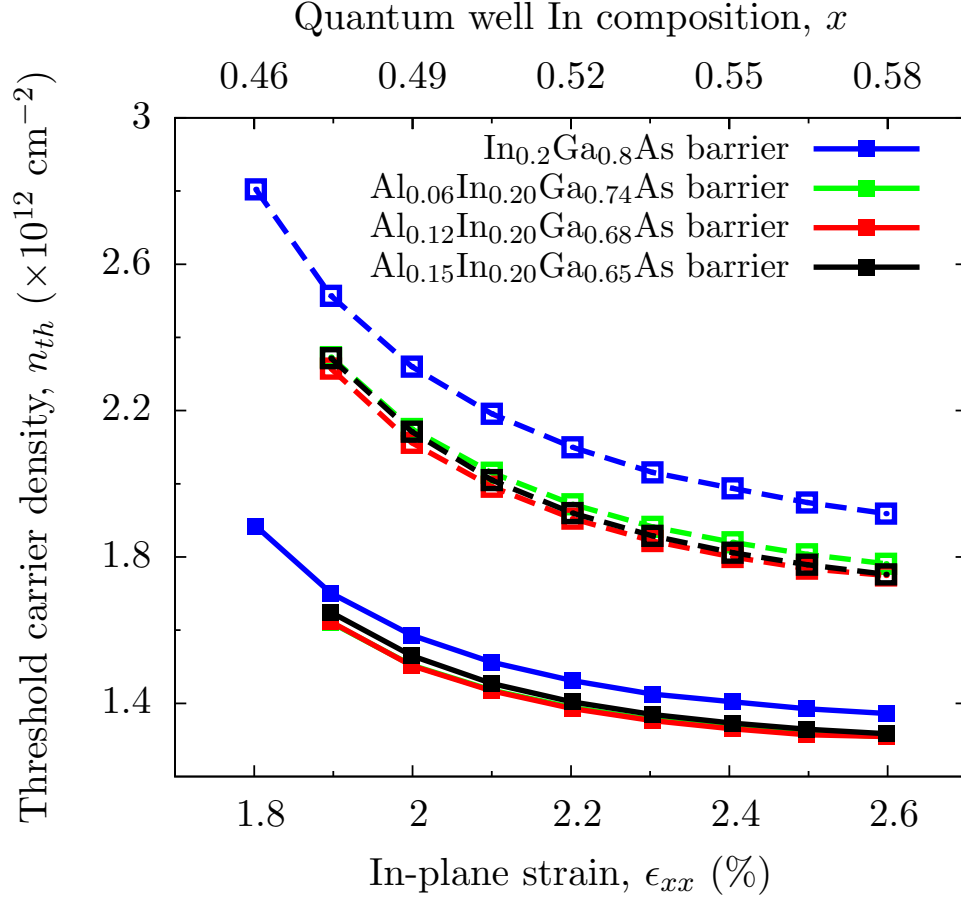 Quantum well In composition, x
0.46 0.49 0.52 0.55 0.58
Threshold carrier density, n_th (×10^12 cm^−2)
3
2.6
2.2
1.8
1.4
In0.2Ga0.8As barrier
Al0.06In0.20Ga0.74As barrier
Al0.12In0.20Ga0.68As barrier
Al0.15In0.20Ga0.65As barrier
1.8 2 2.2 2.4 2.6
In-plane strain, ϵxx (%)